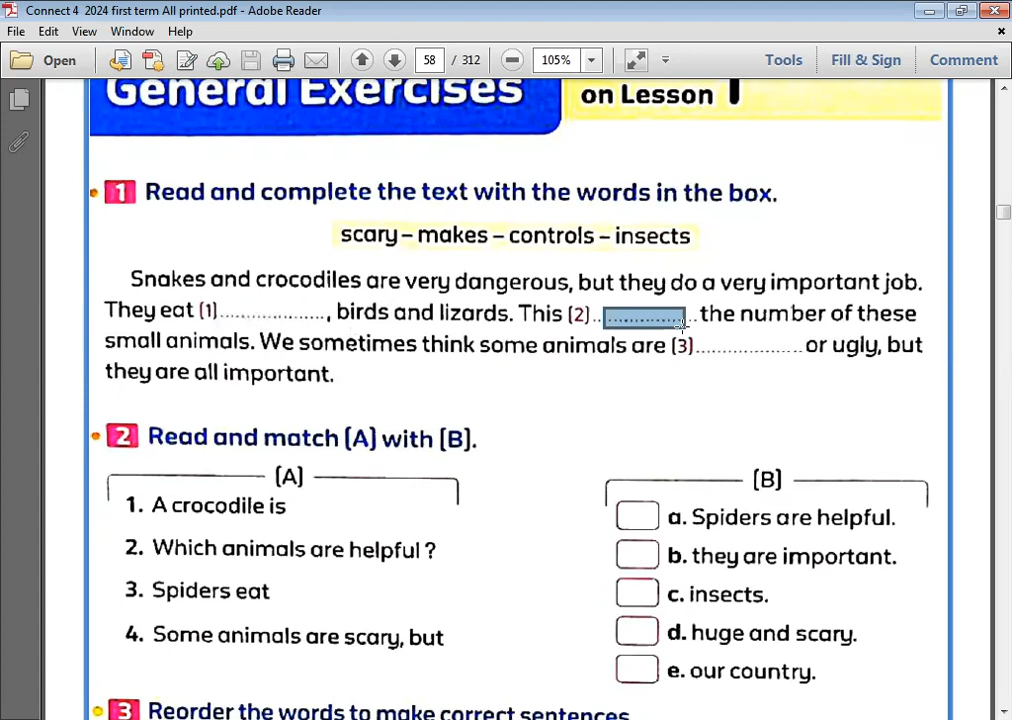 Connect 4 2024 first term All printed.pdf - Adobe Reader
File Edit View Window Help
Open 58 / 312 105% Tools Fill & Sign Comment
General Exercises on Lesson 1
1 Read and complete the text with the words in the box.
scary – makes – controls – insects
Snakes and crocodiles are very dangerous, but they do a very important job.
They eat (1)...................., birds and lizards. This (2).................... the number of these
small animals. We sometimes think some animals are (3).................... or ugly, but
they are all important.
2 Read and match (A) with (B).
(A) (B)
1. A crocodile is
2. Which animals are helpful ?
3. Spiders eat
4. Some animals are scary, but
a. Spiders are helpful.
b. they are important.
c. insects.
d. huge and scary.
e. our country.
3 Reorder the words to make correct sentences.